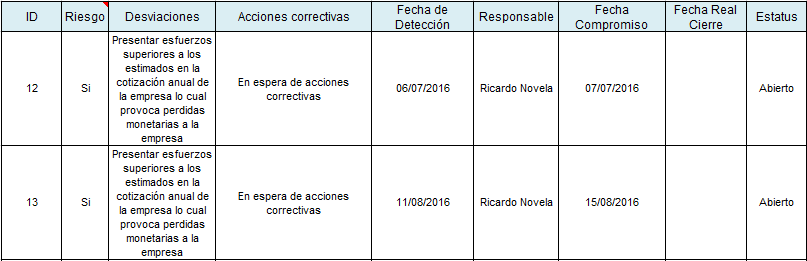 ID Riesgo Desviaciones Acciones correctivas Fecha de Detección Responsable Fecha Compromiso Fecha Real Cierre Estatus
12
Si
Presentar esfuerzos
superiores a los
estimados en la
cotización anual de
la empresa lo cual
provoca perdidas
monetarias a la
empresa
En espera de acciones
correctivas
06/07/2016
Ricardo Novela
07/07/2016
Abierto
13
Si
Presentar esfuerzos
superiores a los
estimados en la
cotización anual de
la empresa lo cual
provoca perdidas
monetarias a la
empresa
En espera de acciones
correctivas
11/08/2016
Ricardo Novela
15/08/2016
Abierto